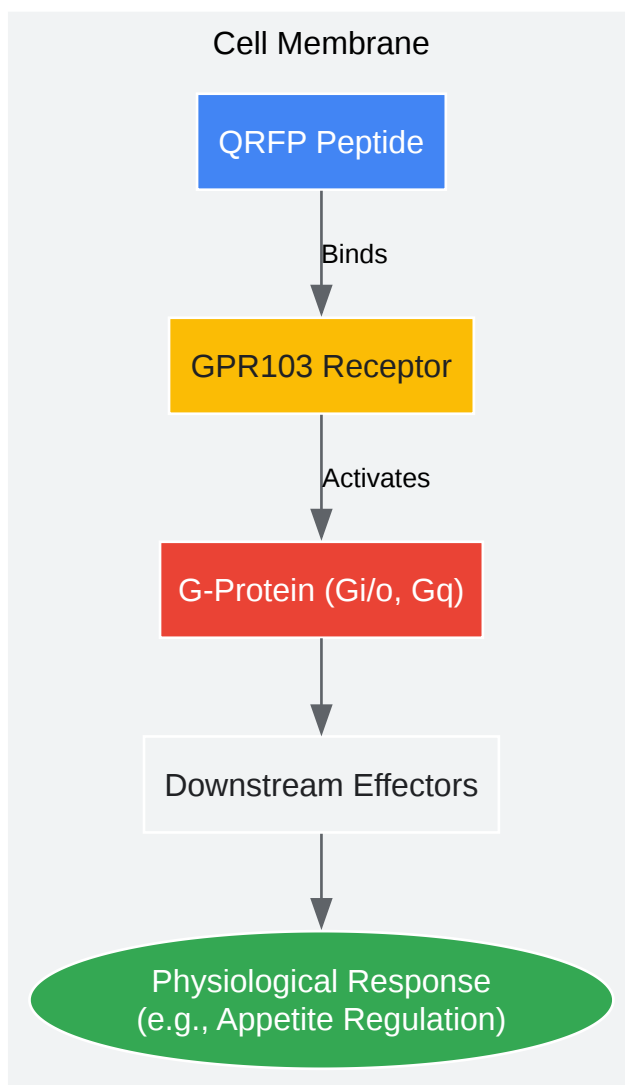 Cell Membrane
QRFP Peptide
Binds
GPR103 Receptor
Activates
G-Protein (Gi/o, Gq)
Downstream Effectors
Physiological Response
(e.g., Appetite Regulation)